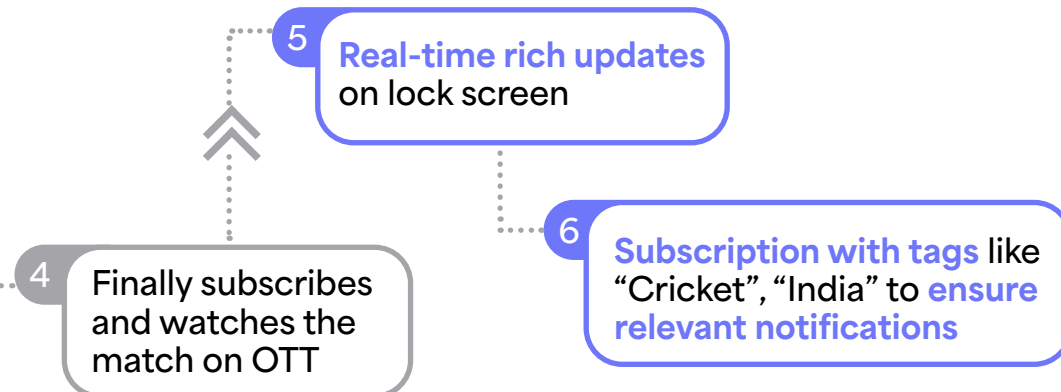 5
Real-time rich updates
on lock screen
4
Finally subscribes
and watches the
match on OTT
6
Subscription with tags like
“Cricket”, “India” to ensure
relevant notifications